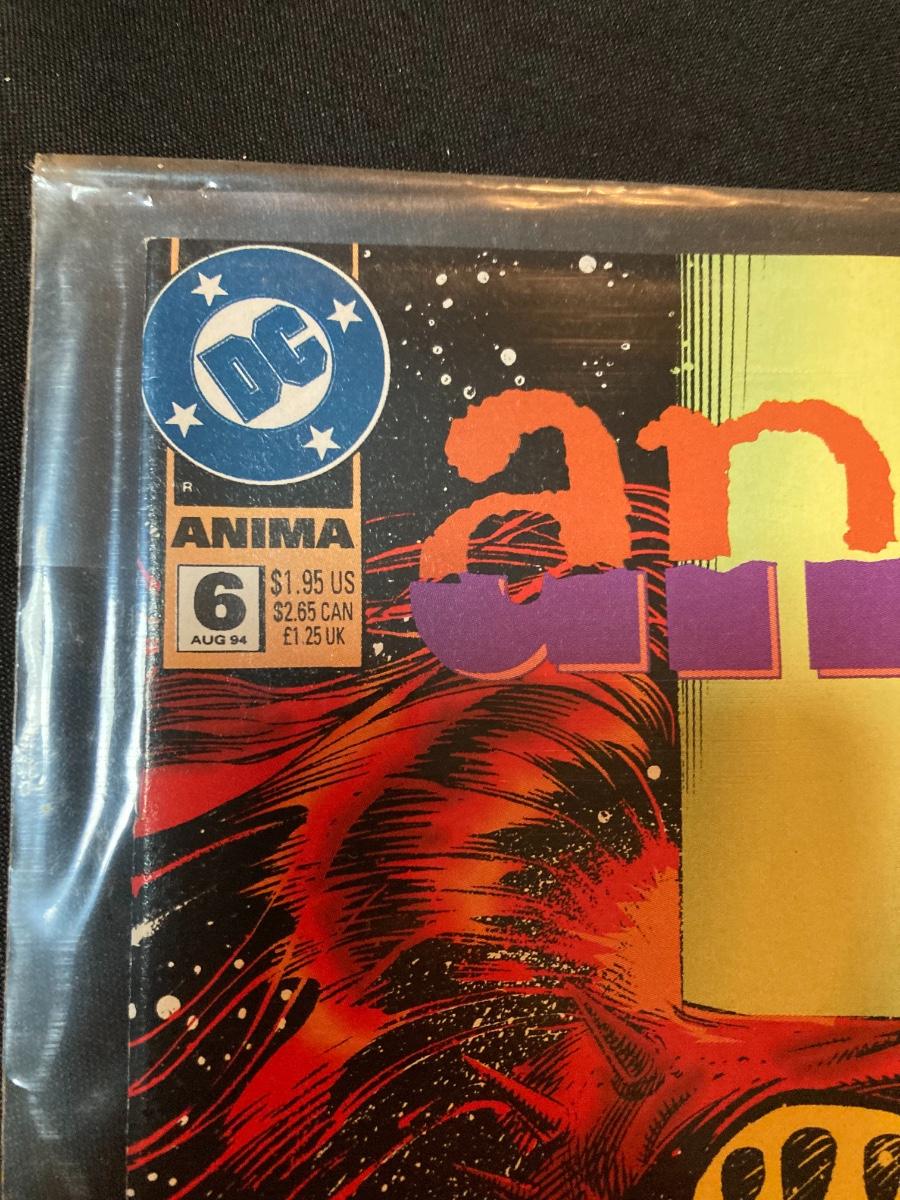 DC
R
ANIMA
6
AUG 94
$1.95 US
$2.65 CAN
£1.25 UK
an